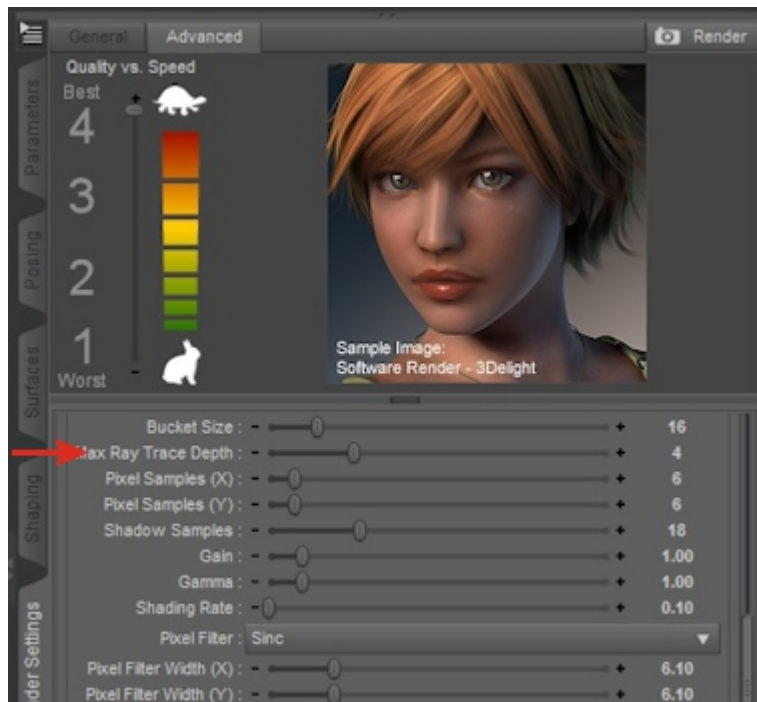 General Advanced Render
Quality vs. Speed
Best
4
3
2
1
Worst
Parameters
Posing
Surfaces
Shaping
Sample Image:
Software Render - 3Delight
Bucket Size : - + 16
Max Ray Trace Depth : - + 4
Pixel Samples (X) : - + 6
Pixel Samples (Y) : - + 6
Shadow Samples : - + 18
Gain : - + 1.00
Gamma : - + 1.00
Shading Rate : - + 0.10
Pixel Filter : Sinc
Pixel Filter Width (X) : - + 6.10
Pixel Filter Width (Y) : - + 6.10
der Settings